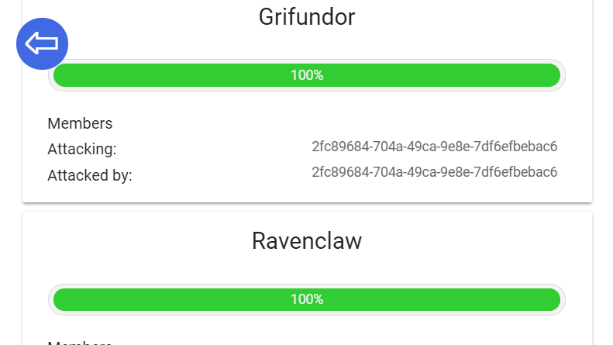 Grifundor
100%
Members
Attacking: 2fc89684-704a-49ca-9e8e-7df6efbebac6
Attacked by: 2fc89684-704a-49ca-9e8e-7df6efbebac6
Ravenclaw
100%